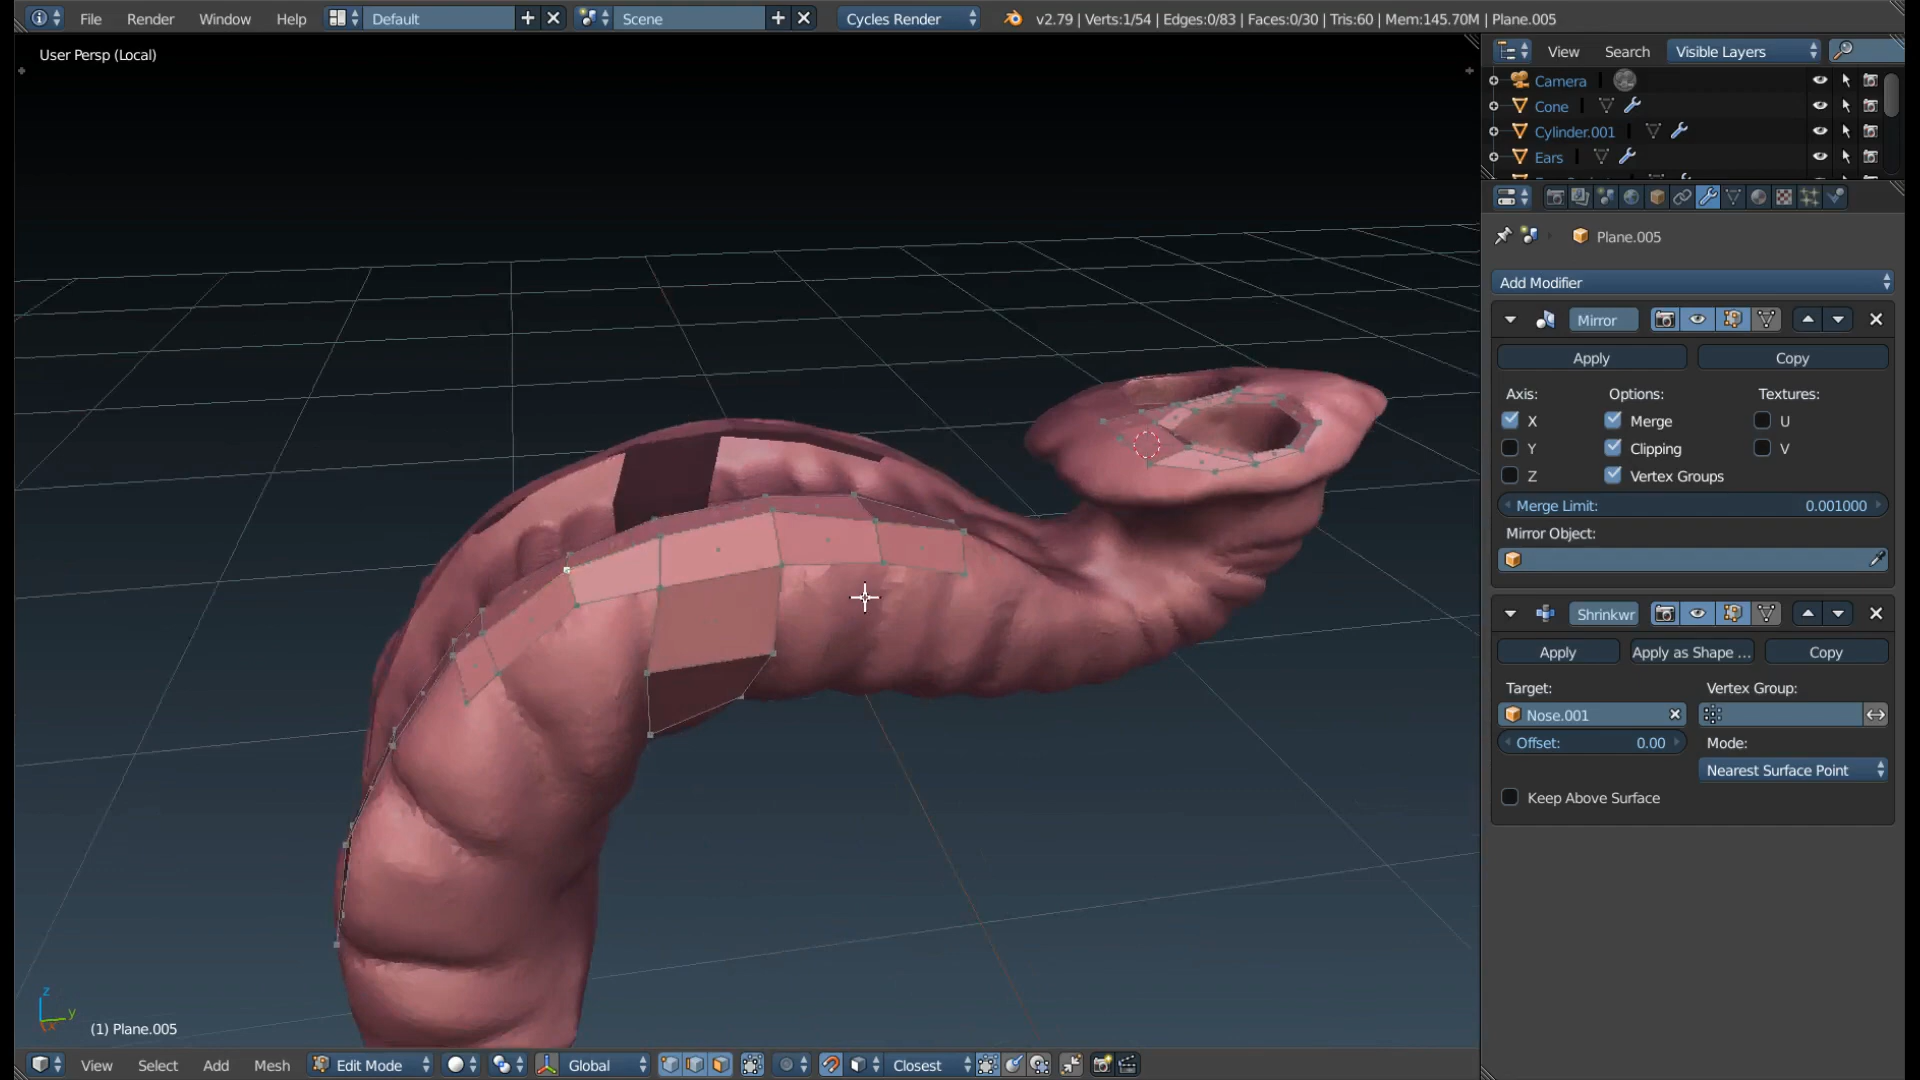 File Render Window Help Default Scene Cycles Render v2.79 | Verts:1/54 | Edges:0/83 | Faces:0/30 | Tris:60 | Mem:145.70M | Plane.005
User Persp (Local)
View Search Visible Layers
Camera
Cone
Cylinder.001
Ears
Plane.005
Add Modifier
Mirror
Apply Copy
Axis: Options: Textures:
X Merge U
Y Clipping V
Z Vertex Groups
Merge Limit: 0.001000
Mirror Object:
Shrinkwr
Apply Apply as Shape ... Copy
Target: Vertex Group:
Nose.001
Offset: 0.00 Mode:
Nearest Surface Point
Keep Above Surface
z
y
x
(1) Plane.005
View Select Add Mesh Edit Mode Global Closest